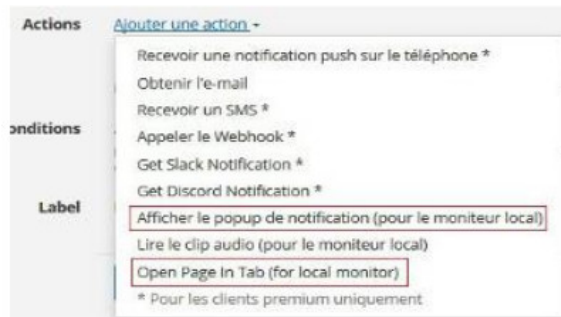 Actions Ajouter une action
Recevoir une notification push sur le téléphone *
Obtenir l'e-mail
Recevoir un SMS *
onditions Appeler le Webhook *
Get Slack Notification *
Get Discord Notification *
Label Afficher le popup de notification (pour le moniteur local)
Lire le clip audio (pour le moniteur local)
Open Page In Tab (for local monitor)
* Pour les clients premium uniquement